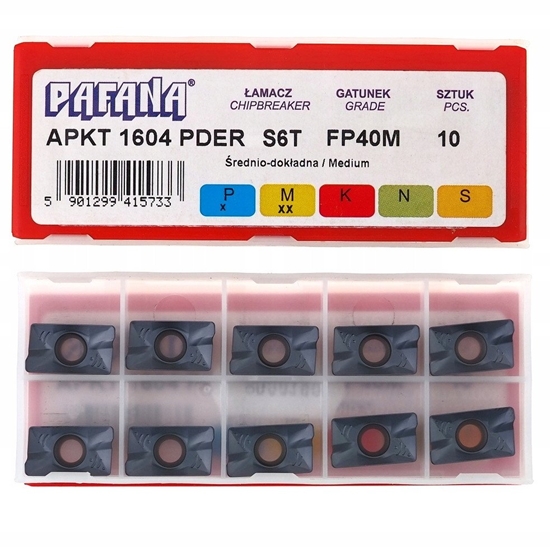 PAFANA®
ŁAMACZ GATUNEK SZTUK
CHIPBREAKER GRADE PCS.
APKT 1604 PDER S6T FP40M 10
Średnio-dokładna / Medium
P M K N S
x xx
5 901299 415733